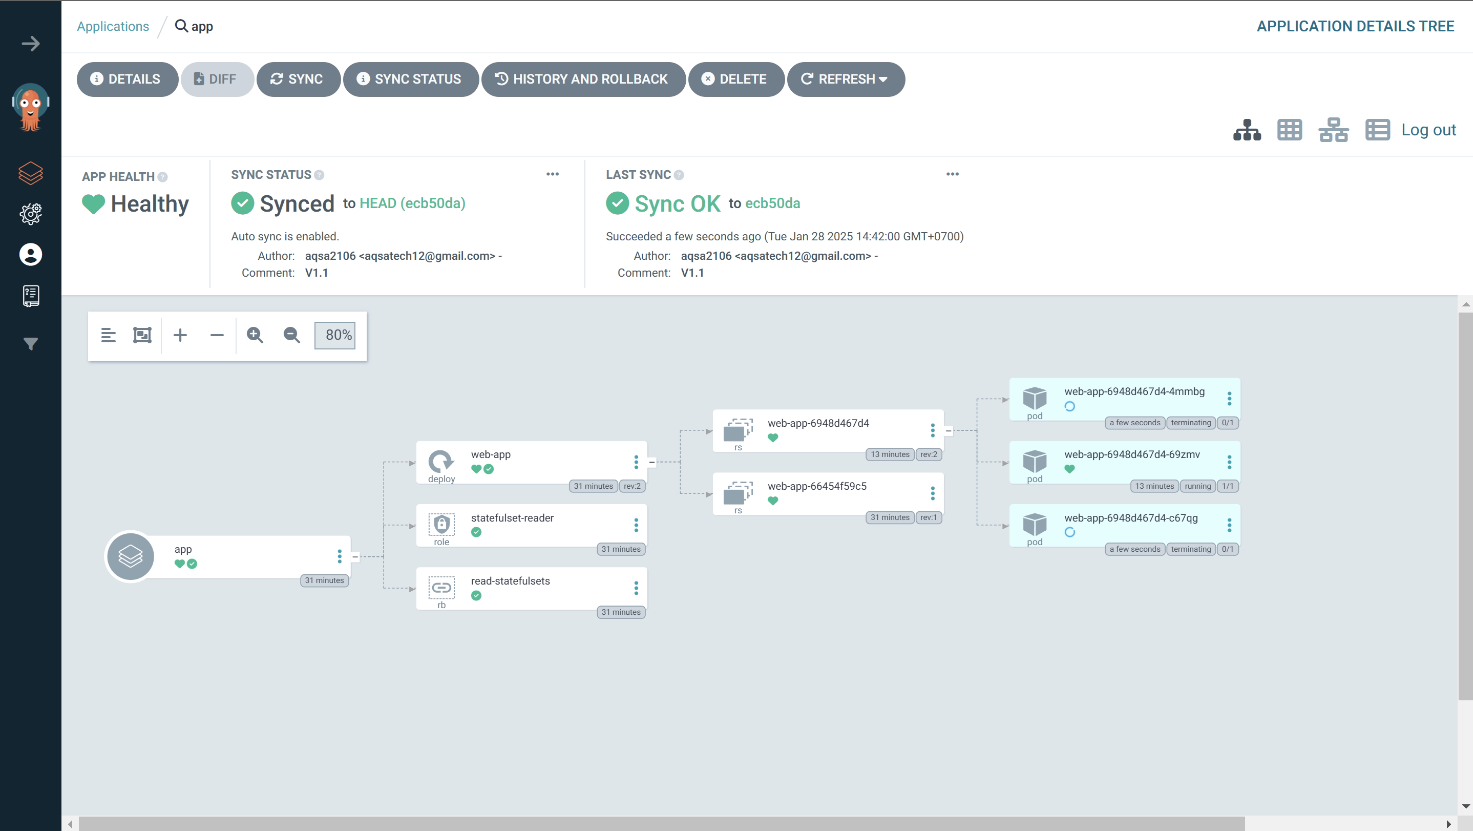 Applications / app
APPLICATION DETAILS TREE
DETAILS
DIFF
SYNC
SYNC STATUS
HISTORY AND ROLLBACK
DELETE
REFRESH
Log out
APP HEALTH
Healthy
SYNC STATUS
Synced to HEAD (ecb50da)
Auto sync is enabled.
Author: aqsa2106 <aqsatech12@gmail.com> -
Comment: V1.1
LAST SYNC
Sync OK to ecb50da
Succeeded a few seconds ago (Tue Jan 28 2025 14:42:00 GMT+0700)
Author: aqsa2106 <aqsatech12@gmail.com> -
Comment: V1.1
80%
app
31 minutes
web-app
deploy
31 minutes rev:2
statefulset-reader
role
31 minutes
read-statefulsets
rb
31 minutes
web-app-6948d467d4
rs
13 minutes rev:2
web-app-66454f59c5
rs
31 minutes rev:1
web-app-6948d467d4-4mmbg
pod
a few seconds terminating 0/1
web-app-6948d467d4-69zmv
pod
13 minutes running 1/1
web-app-6948d467d4-c67qg
pod
a few seconds terminating 0/1